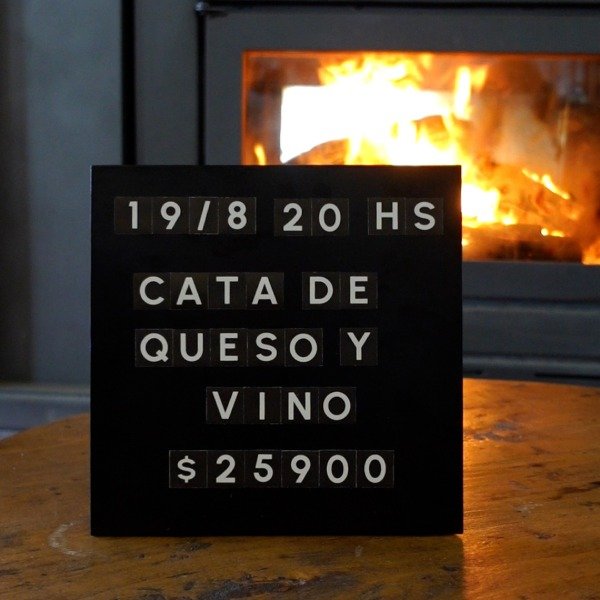 19/8 20 HS
CATA DE
QUESO Y
VINO
$25900